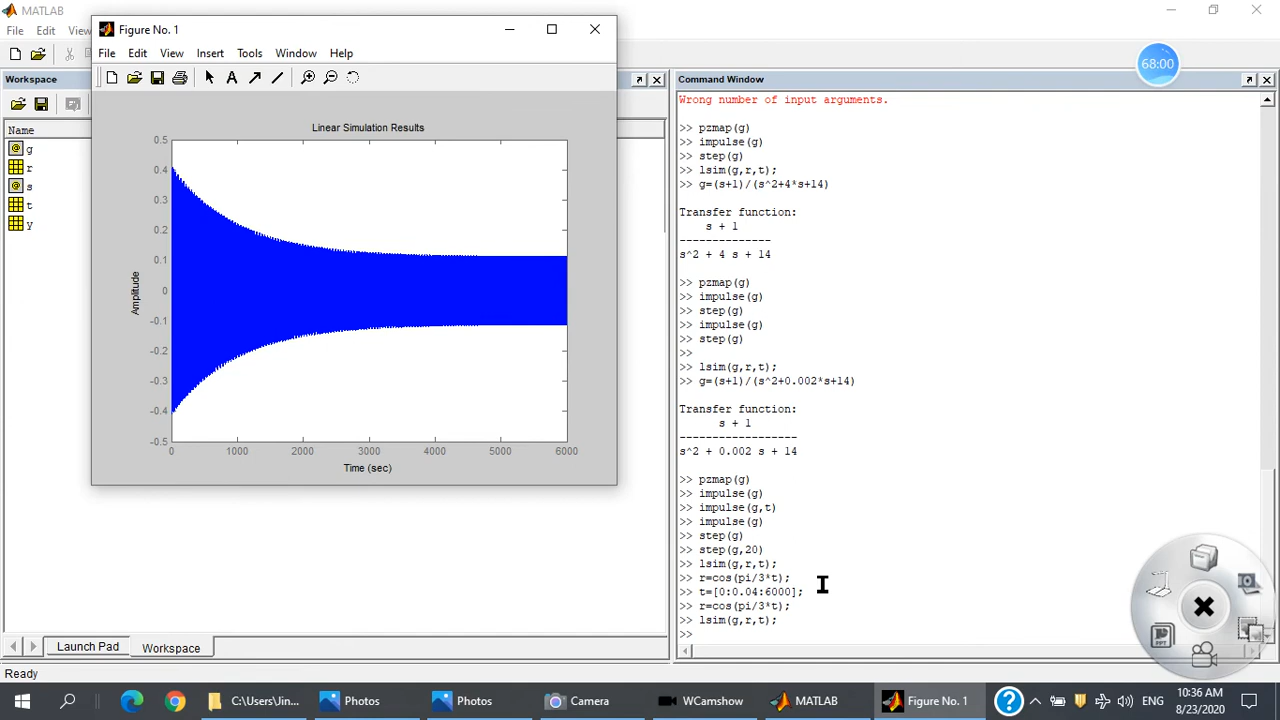 MATLAB
File Edit View
Workspace
Name
g
r
s
t
y
Launch Pad Workspace
Ready
Figure No. 1
File Edit View Insert Tools Window Help
Linear Simulation Results
Amplitude
0.5
0.4
0.3
0.2
0.1
0
-0.1
-0.2
-0.3
-0.4
-0.5
0 1000 2000 3000 4000 5000 6000
Time (sec)
Command Window
Wrong number of input arguments.
>> pzmap(g)
>> impulse(g)
>> step(g)
>> lsim(g,r,t);
>> g=(s+1)/(s^2+4*s+14)
Transfer function:
s + 1
--------------
s^2 + 4 s + 14
>> pzmap(g)
>> impulse(g)
>> step(g)
>> impulse(g)
>> step(g)
>>
>> lsim(g,r,t);
>> g=(s+1)/(s^2+0.002*s+14)
Transfer function:
s + 1
------------------
s^2 + 0.002 s + 14
>> pzmap(g)
>> impulse(g)
>> impulse(g,t)
>> impulse(g)
>> step(g)
>> step(g,20)
>> lsim(g,r,t);
>> r=cos(pi/3*t);
>> t=[0:0.04:6000];
>> r=cos(pi/3*t);
>> lsim(g,r,t);
>>
68:00
PPT
C:\Users\Jin... Photos Photos Camera WCamshow MATLAB Figure No. 1
ENG
10:36 AM
8/23/2020